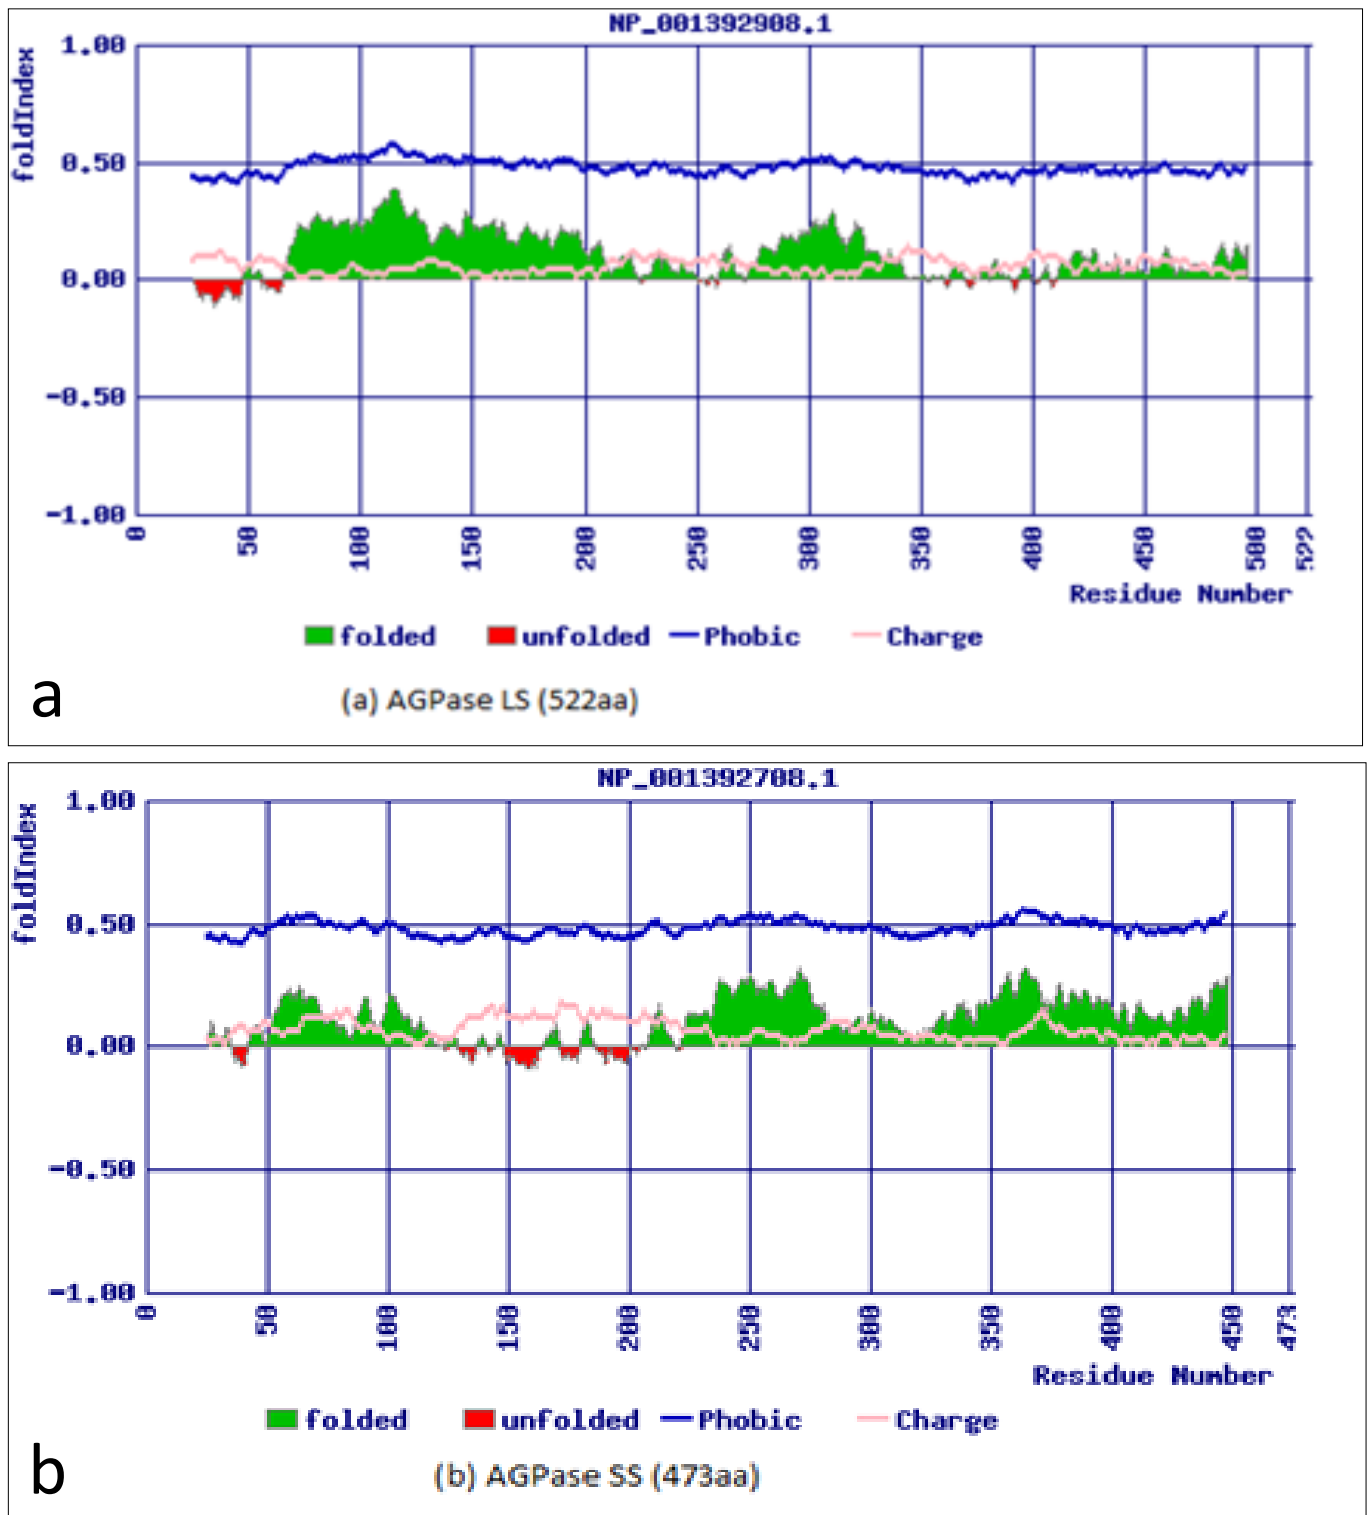 NP_001392908.1
foldIndex
1.00
0.50
0.00
-0.50
-1.00
0 50 100 150 200 250 300 350 400 450 500 522
Residue Number
folded unfolded Phobic Charge
a
(a) AGPase LS (522aa)
NP_001392708.1
foldIndex
1.00
0.50
0.00
-0.50
-1.00
0 50 100 150 200 250 300 350 400 450 473
Residue Number
folded unfolded Phobic Charge
b
(b) AGPase SS (473aa)